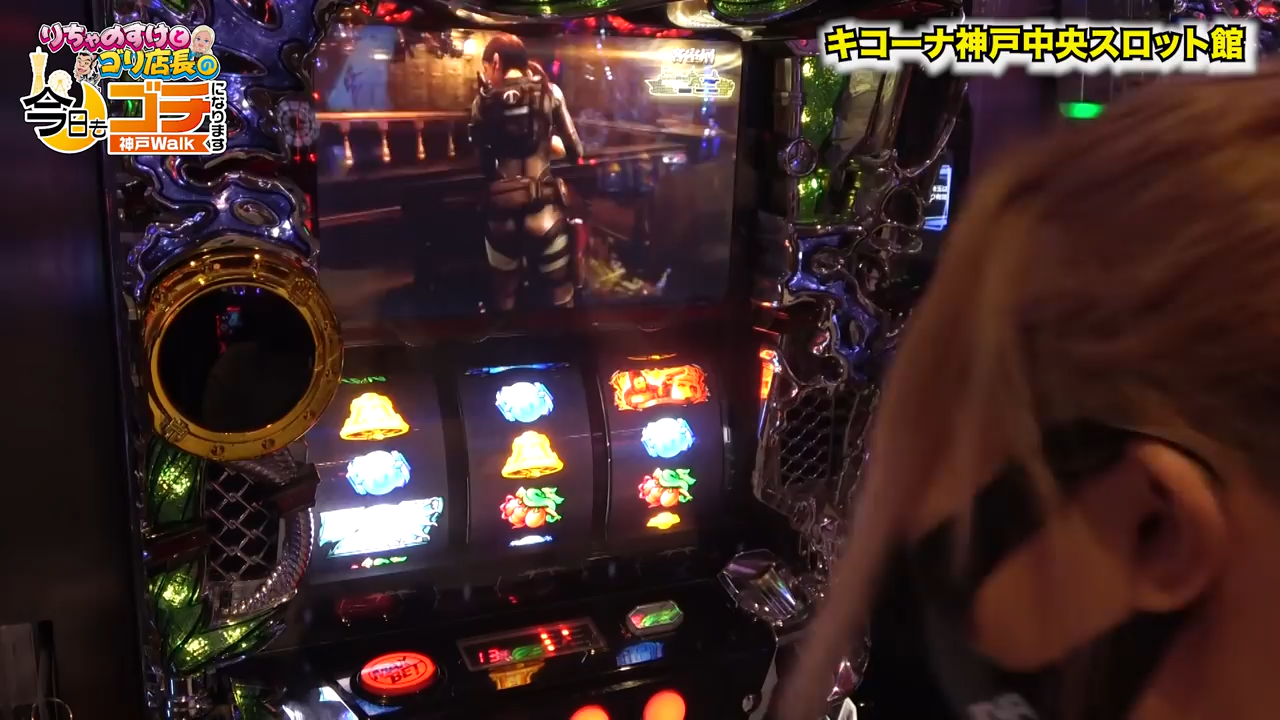 りちゃのすけと
ゴリ店長の
今日も
ゴチ
になります
神戸Walk
キコーナ神戸中央スロット館
MAX
BET